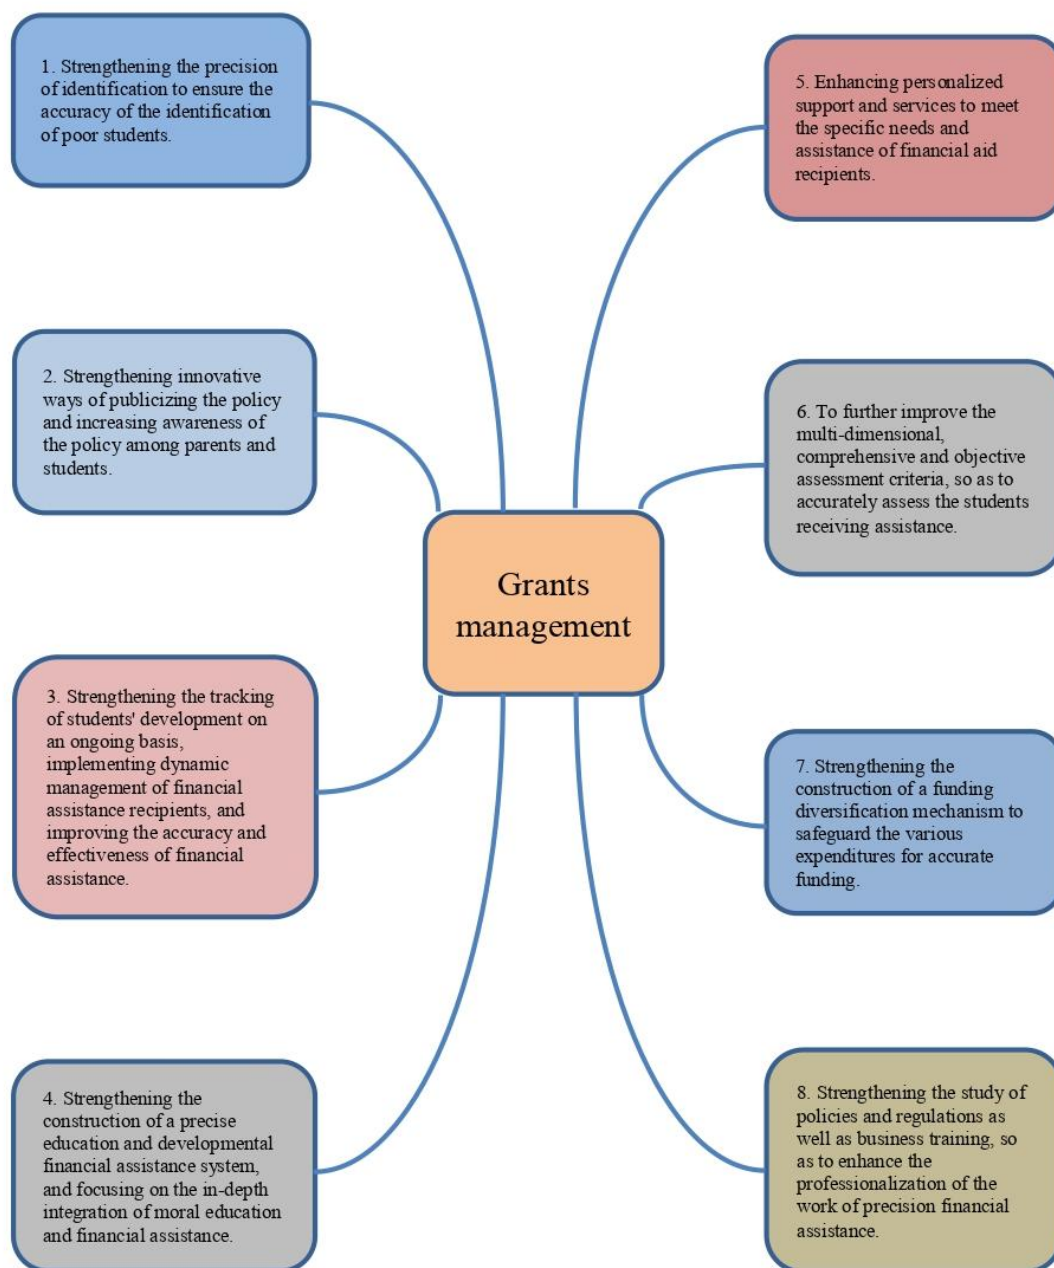 1. Strengthening the precision
of identification to ensure the
accuracy of the identification
of poor students.
2. Strengthening innovative
ways of publicizing the policy
and increasing awareness of
the policy among parents and
students.
3. Strengthening the tracking
of students' development on
an ongoing basis,
implementing dynamic
management of financial
assistance recipients, and
improving the accuracy and
effectiveness of financial
assistance.
4. Strengthening the
construction of a precise
education and developmental
financial assistance system,
and focusing on the in-depth
integration of moral education
and financial assistance.
Grants
management
5. Enhancing personalized
support and services to meet
the specific needs and
assistance of financial aid
recipients.
6. To further improve the
multi-dimensional,
comprehensive and objective
assessment criteria, so as to
accurately assess the students
receiving assistance.
7. Strengthening the
construction of a funding
diversification mechanism to
safeguard the various
expenditures for accurate
funding.
8. Strengthening the study of
policies and regulations as
well as business training, so
as to enhance the
professionalization of the
work of precision financial
assistance.